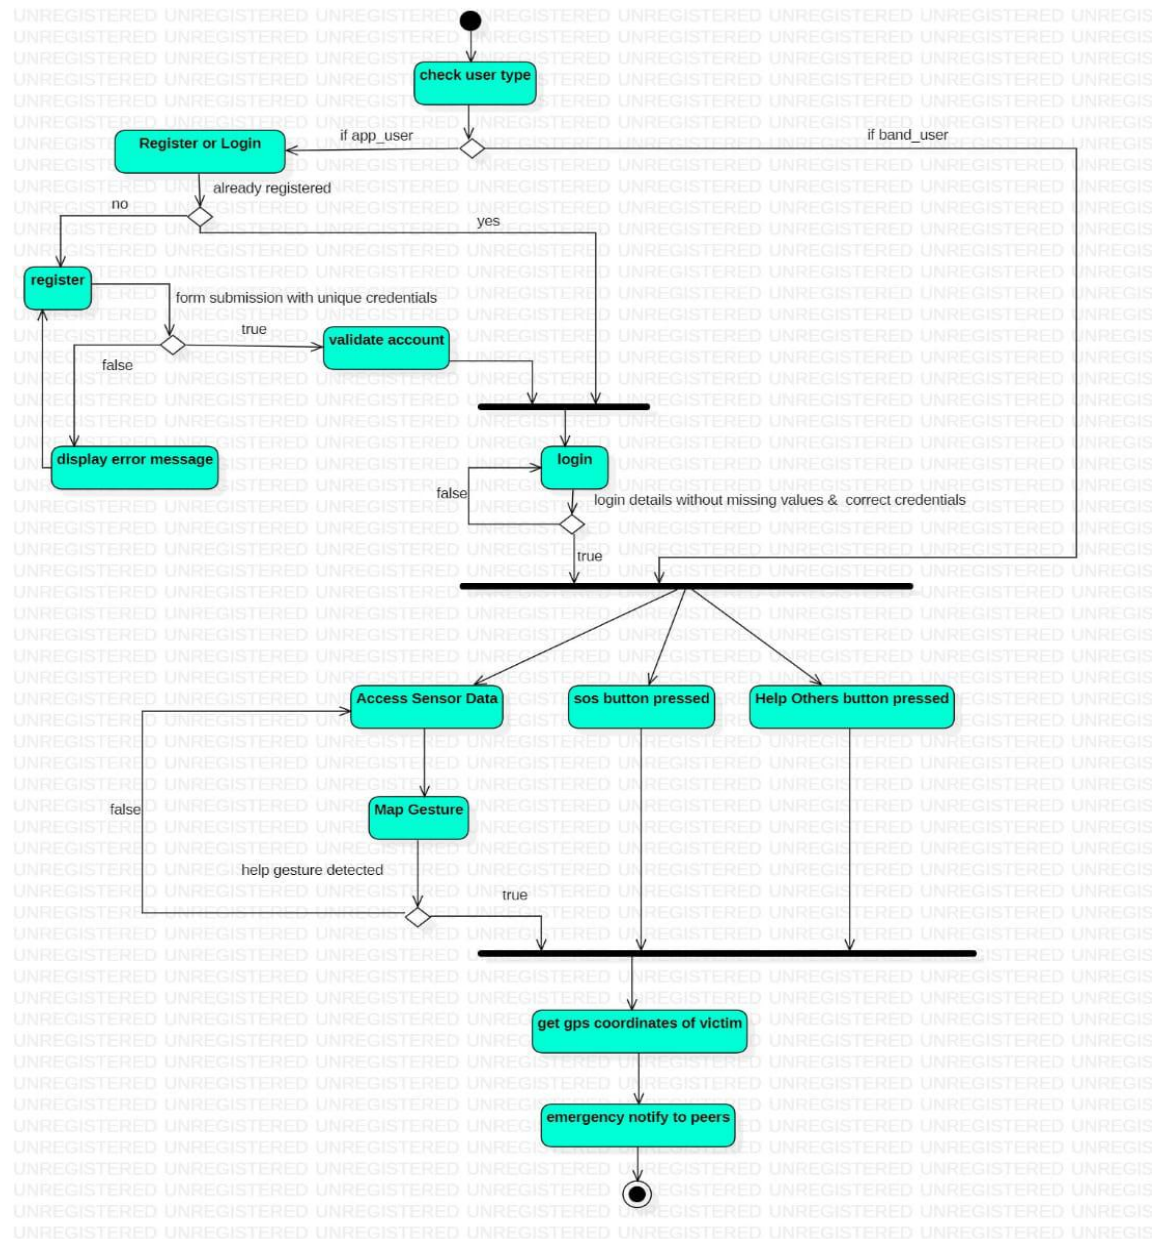 check user type
if app_user
if band_user
Register or Login
already registered
no
yes
register
form submission with unique credentials
true
validate account
false
display error message
login
false
login details without missing values & correct credentials
true
Access Sensor Data
sos button pressed
Help Others button pressed
false
Map Gesture
help gesture detected
true
get gps coordinates of victim
emergency notify to peers
UNREGISTERED